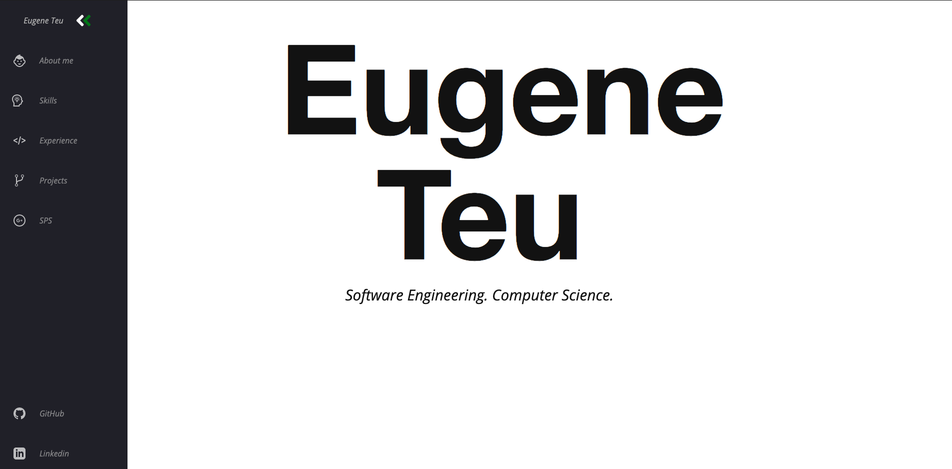 Eugene Teu
About me
Skills
Experience
Projects
SPS
GitHub
Linkedin
Eugene
Teu
Software Engineering. Computer Science.